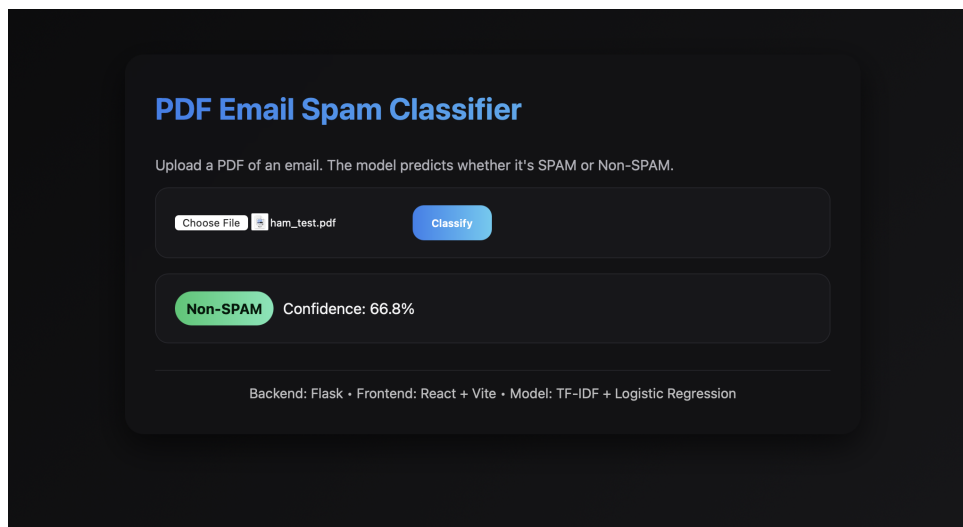 PDF Email Spam Classifier
Upload a PDF of an email. The model predicts whether it's SPAM or Non-SPAM.
Choose File ham_test.pdf Classify
Non-SPAM Confidence: 66.8%
Backend: Flask • Frontend: React + Vite • Model: TF-IDF + Logistic Regression